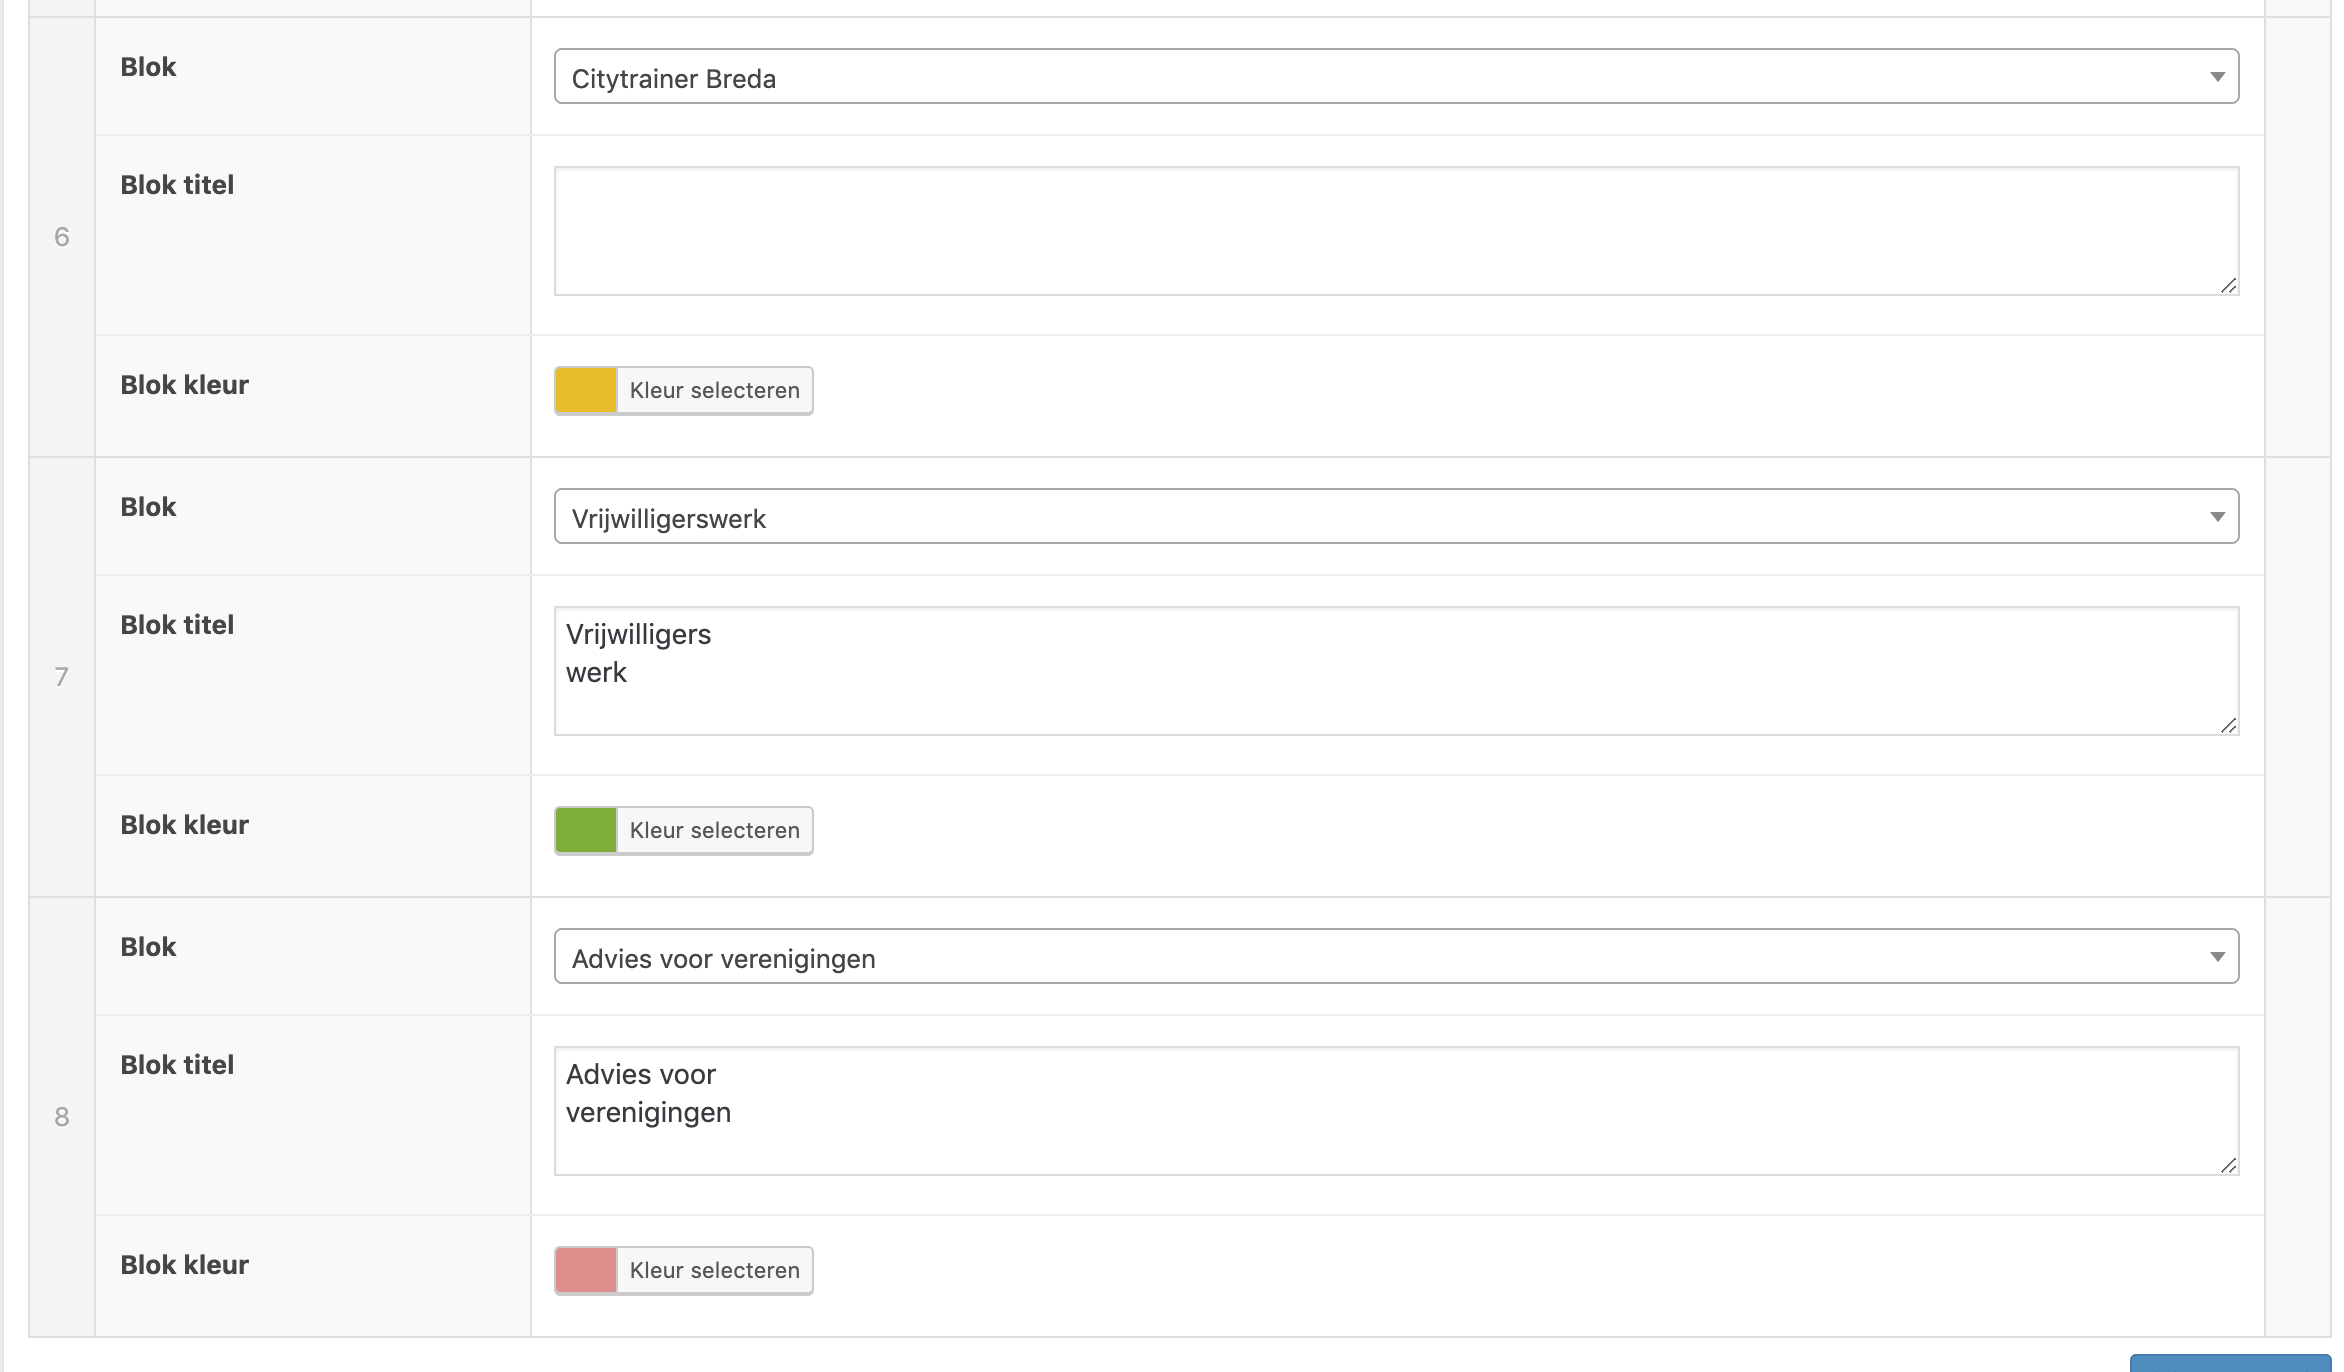 Blok
Citytrainer Breda
Blok titel
6
Blok kleur
Kleur selecteren
Blok
Vrijwilligerswerk
Blok titel
Vrijwilligers
werk
7
Blok kleur
Kleur selecteren
Blok
Advies voor verenigingen
Blok titel
Advies voor
verenigingen
8
Blok kleur
Kleur selecteren